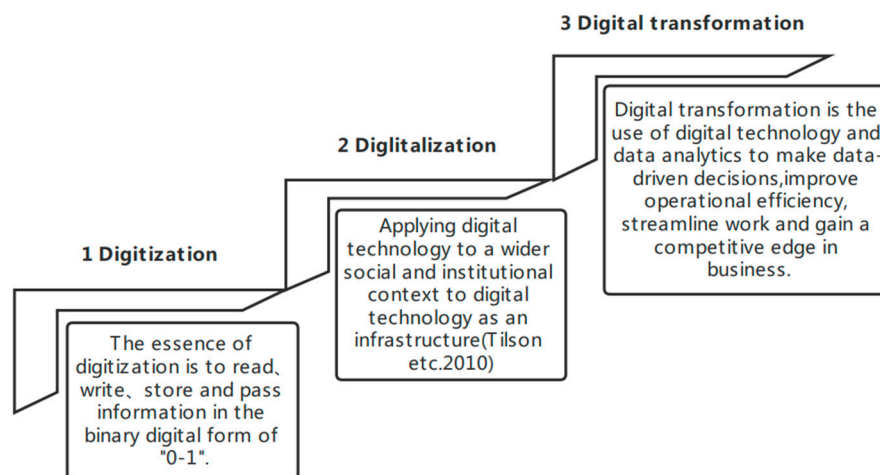 3 Digital transformation
Digital transformation is the
use of digital technology and
data analytics to make data-
driven decisions,improve
operational efficiency,
streamline work and gain a
competitive edge in
business.
2 Diglitalization
Applying digital
technology to a wider
social and institutional
context to digital
technology as an
infrastructure(Tilson
etc.2010)
1 Digitization
The essence of
digitization is to read、
write、store and pass
information in the
binary digital form of
"0-1".